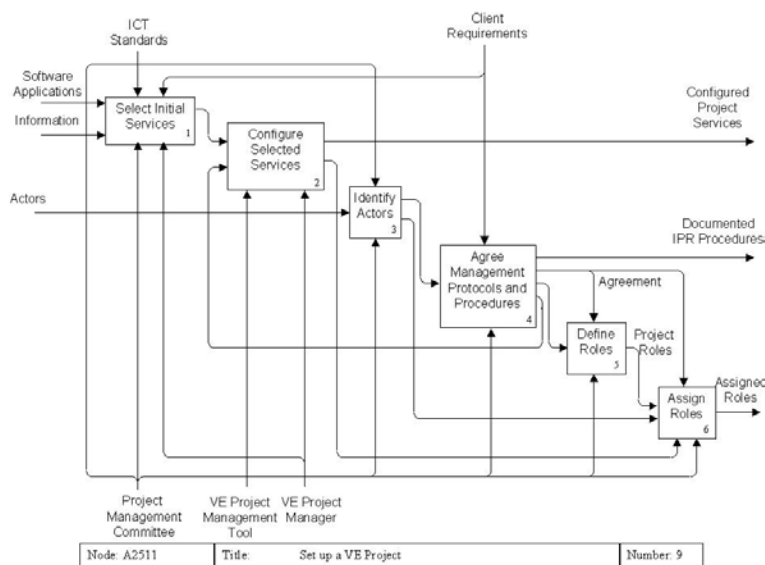 ICT
Standards
Client
Requirements
Software
Applications
Information
Select Initial
Services
1
Configured
Project
Services
Configure
Selected
Services
2
Actors
Identify
Actors
3
Documented
IPR Procedures
Agree
Management
Protocols and
Procedures
4
Agreement
Define
Roles
5
Project
Roles
Assign
Roles
6
Assigned
Roles
Project
Management
Committee
VE Project
Management
Tool
VE Project
Manager
Node: A2511
Title: Set up a VE Project
Number: 9